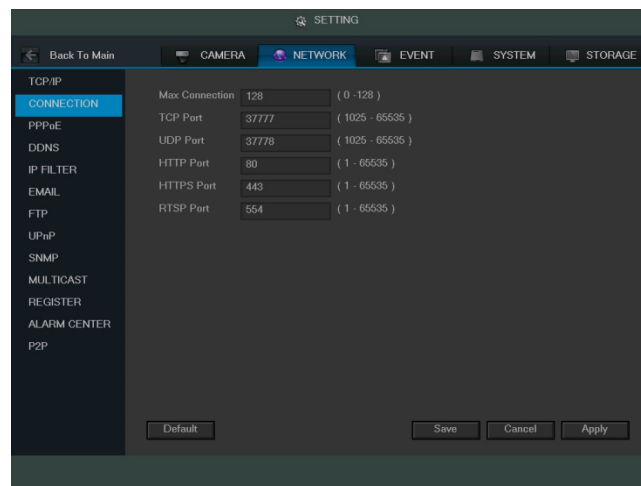 SETTING
Back To Main CAMERA NETWORK EVENT SYSTEM STORAGE
TCP/IP
CONNECTION
PPPoE
DDNS
IP FILTER
EMAIL
FTP
UPnP
SNMP
MULTICAST
REGISTER
ALARM CENTER
P2P
Max Connection 128 ( 0 -128 )
TCP Port 37777 ( 1025 - 65535 )
UDP Port 37778 ( 1025 - 65535 )
HTTP Port 80 ( 1 - 65535 )
HTTPS Port 443 ( 1 - 65535 )
RTSP Port 554 ( 1 - 65535 )
Default Save Cancel Apply